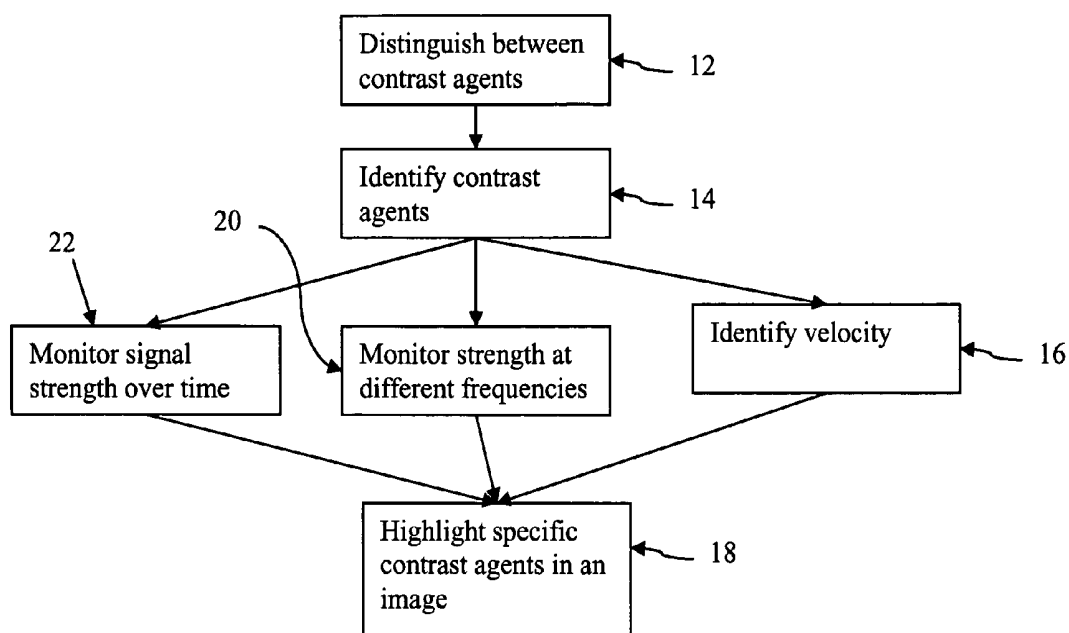 Distinguish between
contrast agents
12
Identify contrast
agents
14
20
22
Monitor signal
strength over time
Monitor strength at
different frequencies
Identify velocity
16
Highlight specific
contrast agents in an
image
18